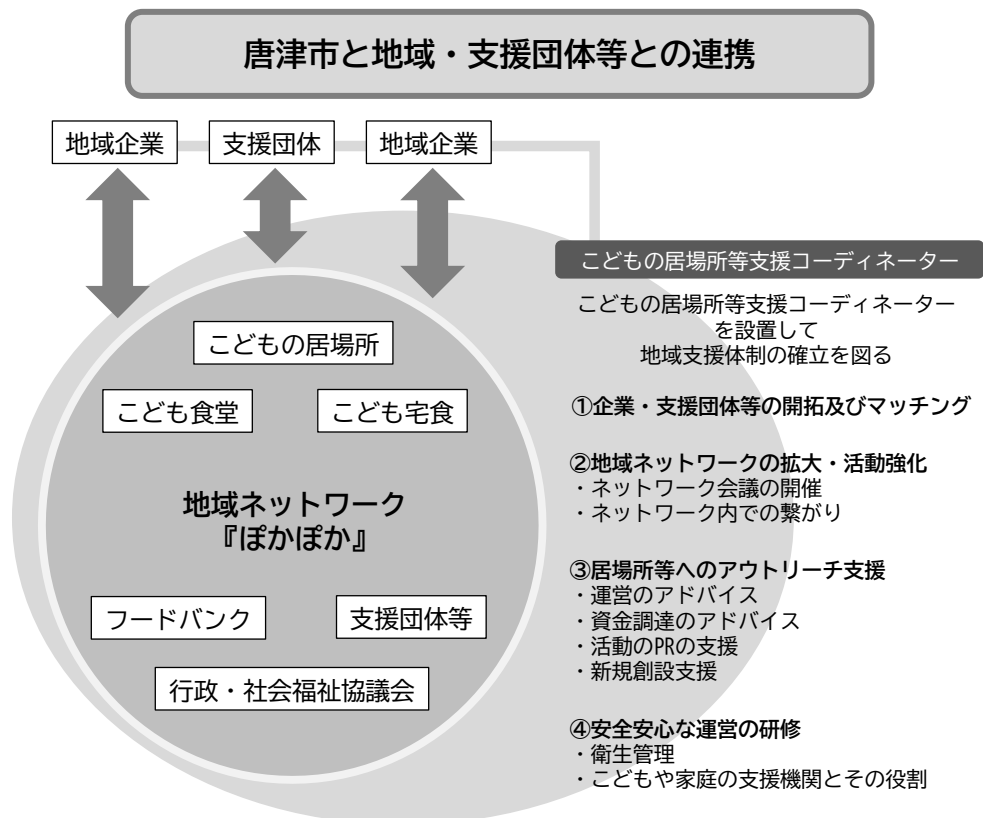 唐津市と地域・支援団体等との連携
地域企業
支援団体
地域企業
こどもの居場所
こども食堂
こども宅食
地域ネットワーク
『ぽかぽか』
フードバンク
支援団体等
行政・社会福祉協議会
こどもの居場所等支援コーディネーター
こどもの居場所等支援コーディネーター
を設置して
地域支援体制の確立を図る
①企業・支援団体等の開拓及びマッチング
②地域ネットワークの拡大・活動強化
・ネットワーク会議の開催
・ネットワーク内での繋がり
③居場所等へのアウトリーチ支援
・運営のアドバイス
・資金調達のアドバイス
・活動のPRの支援
・新規創設支援
④安全安心な運営の研修
・衛生管理
・こどもや家庭の支援機関とその役割